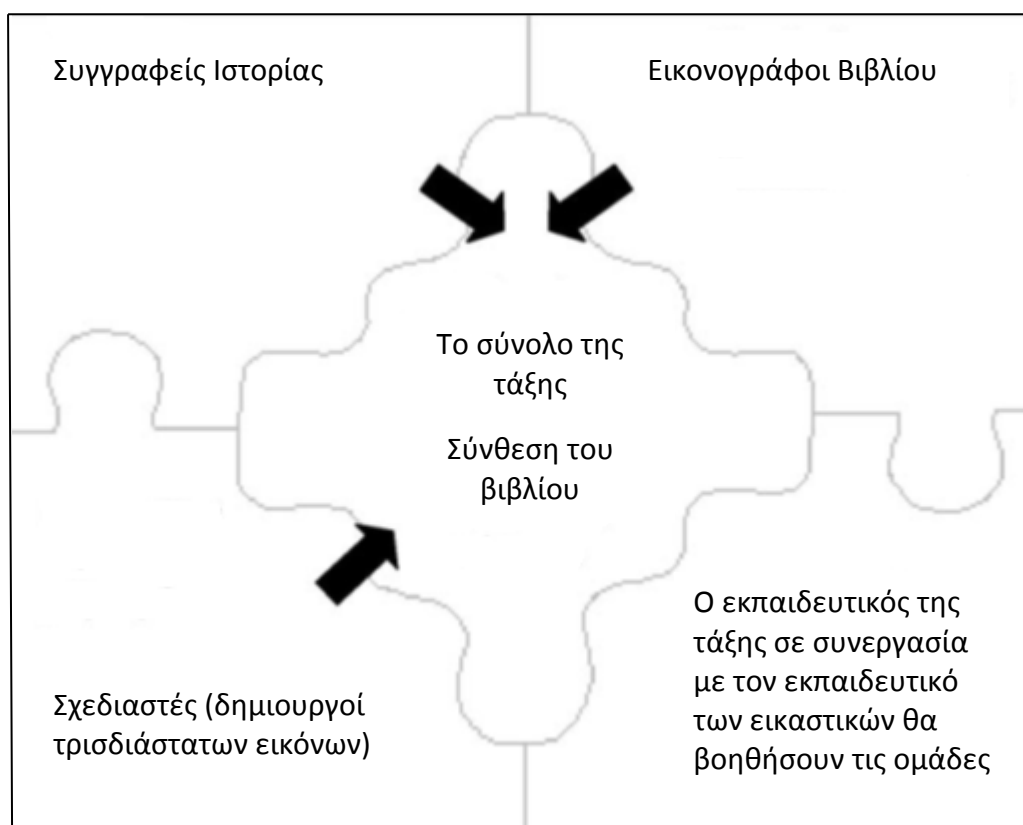 Συγγραφείς Ιστορίας
Εικονογράφοι Βιβλίου
Το σύνολο της
τάξης
Σύνθεση του
βιβλίου
Σχεδιαστές (δημιουργοί
τρισδιάστατων εικόνων)
Ο εκπαιδευτικός της
τάξης σε συνεργασία
με τον εκπαιδευτικό
των εικαστικών θα
βοηθήσουν τις ομάδες